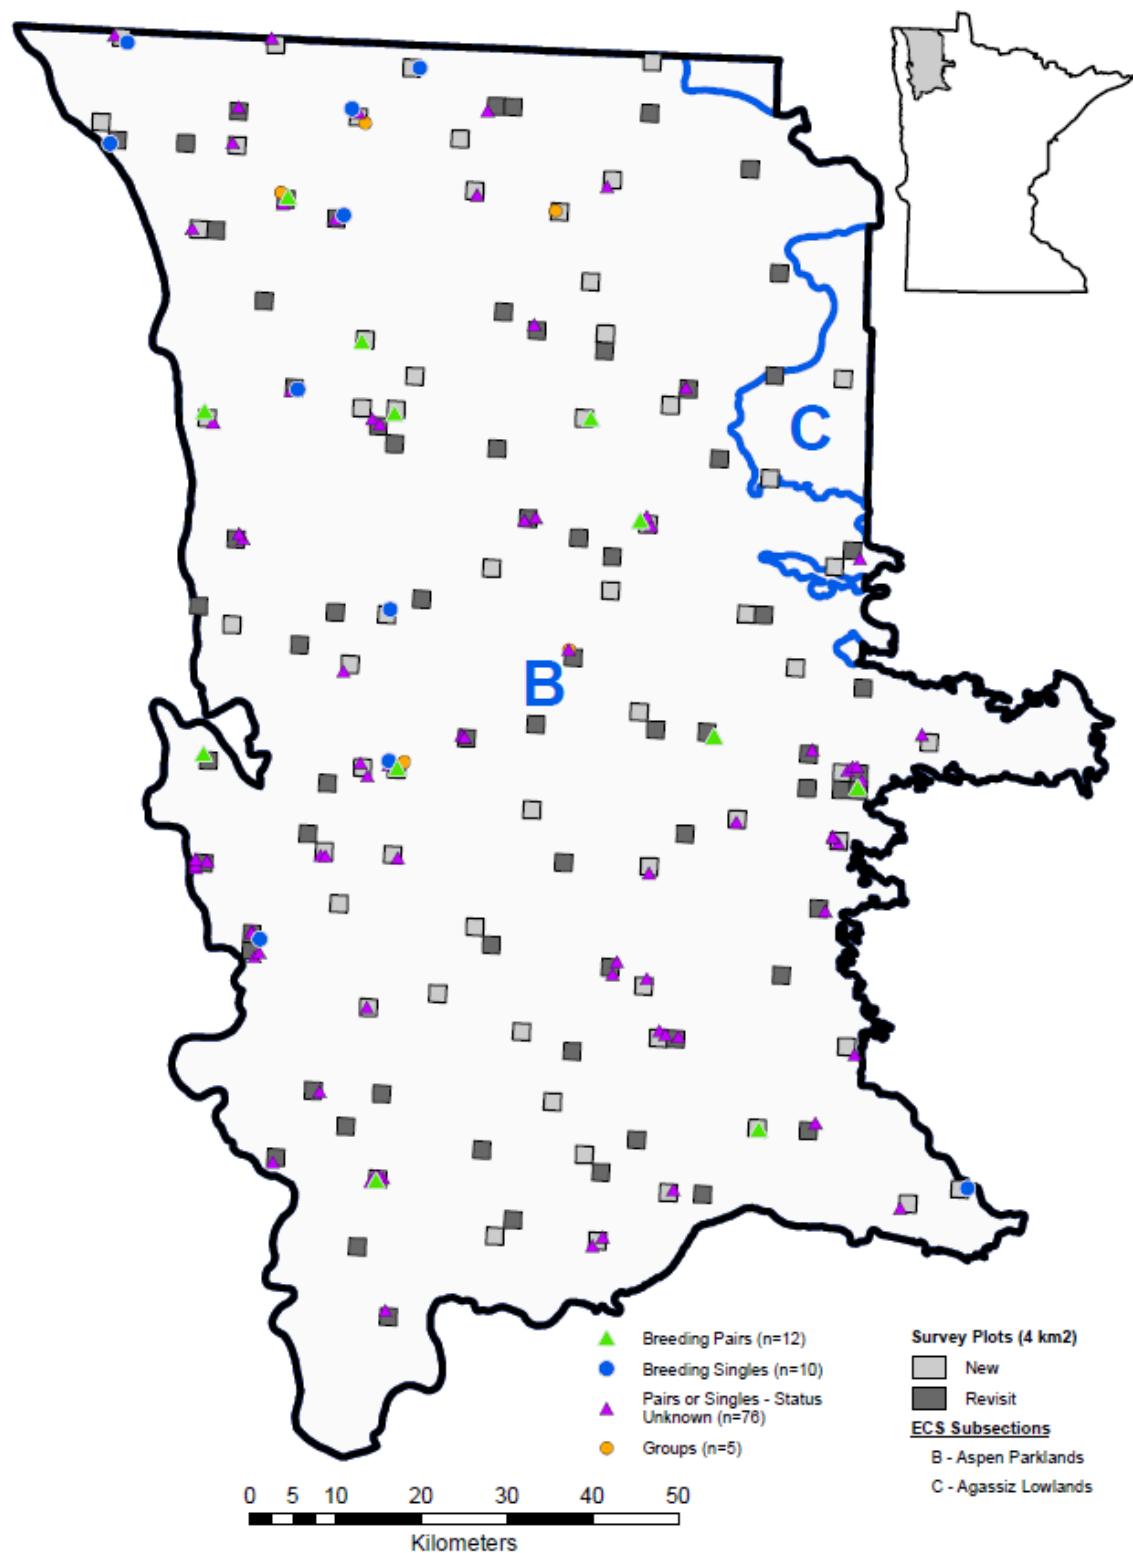 C
B
Breeding Pairs (n=12)
Breeding Singles (n=10)
Pairs or Singles - Status
Unknown (n=76)
Groups (n=5)
Survey Plots (4 km2)
New
Revisit
ECS Subsections
B - Aspen Parklands
C - Agassiz Lowlands
0 5 10 20 30 40 50
Kilometers